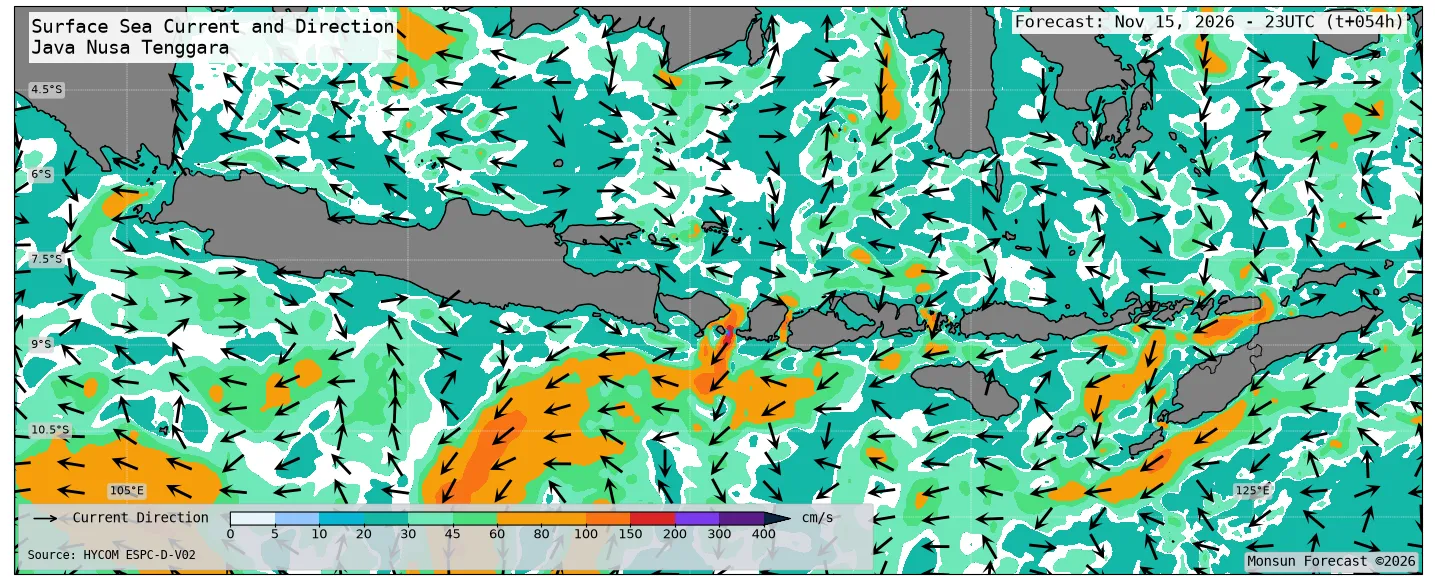 Surface Sea Current and Direction
Java Nusa Tenggara
Forecast: Nov 15, 2026 - 23UTC (t+054h)
4.5°S
6°S
7.5°S
9°S
10.5°S
105°E
125°E
Current Direction
0 5 10 20 30 45 60 80 100 150 200 300 400
cm/s
Source: HYCOM ESPC-D-V02
Monsun Forecast ©2026